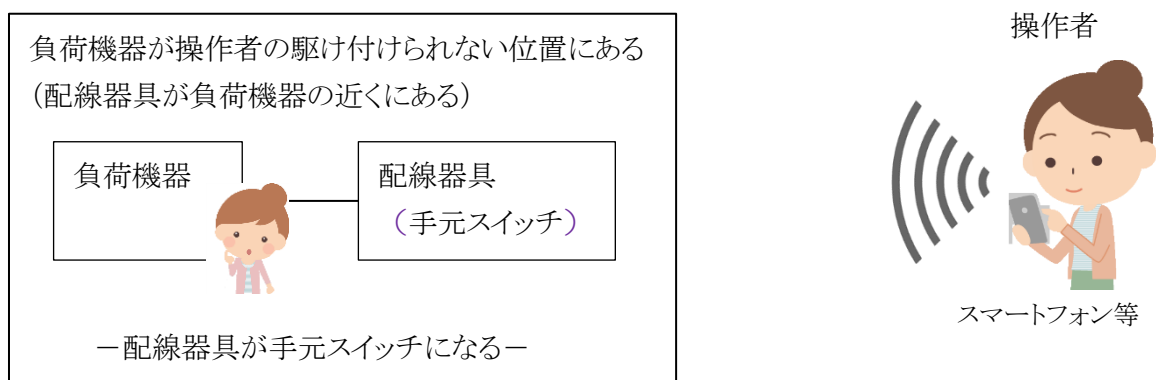 負荷機器が操作者の駆け付けられない位置にある
（配線器具が負荷機器の近くにある）
負荷機器
配線器具
（手元スイッチ）
－配線器具が手元スイッチになる－
操作者
スマートフォン等